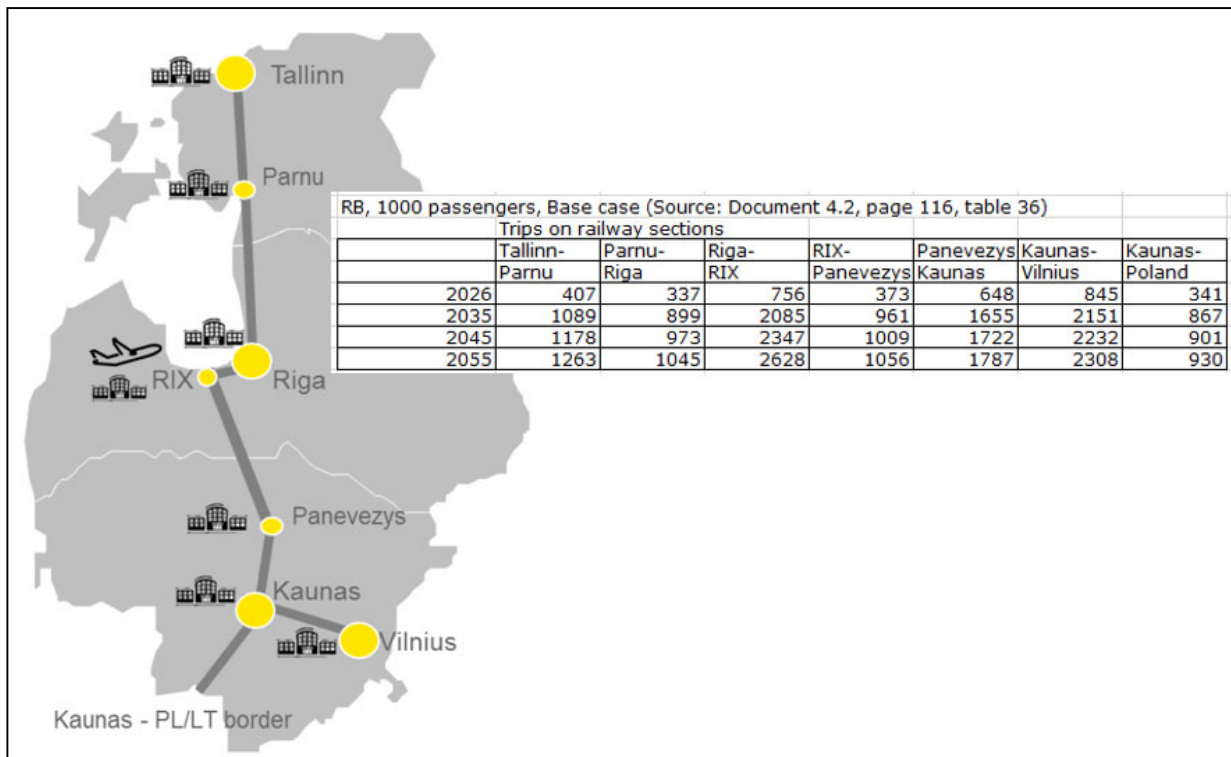 Tallinn
Parnu
RB, 1000 passengers, Base case (Source: Document 4.2, page 116, table 36)
Trips on railway sections
Tallinn- Parnu- Riga- RIX- Panevezys Kaunas- Kaunas-
Parnu Riga RIX Panevezys Kaunas Vilnius Poland
2026 407 337 756 373 648 845 341
2035 1089 899 2085 961 1655 2151 867
2045 1178 973 2347 1009 1722 2232 901
2055 1263 1045 2628 1056 1787 2308 930
RIX Riga
Panevezys
Kaunas
Vilnius
Kaunas - PL/LT border